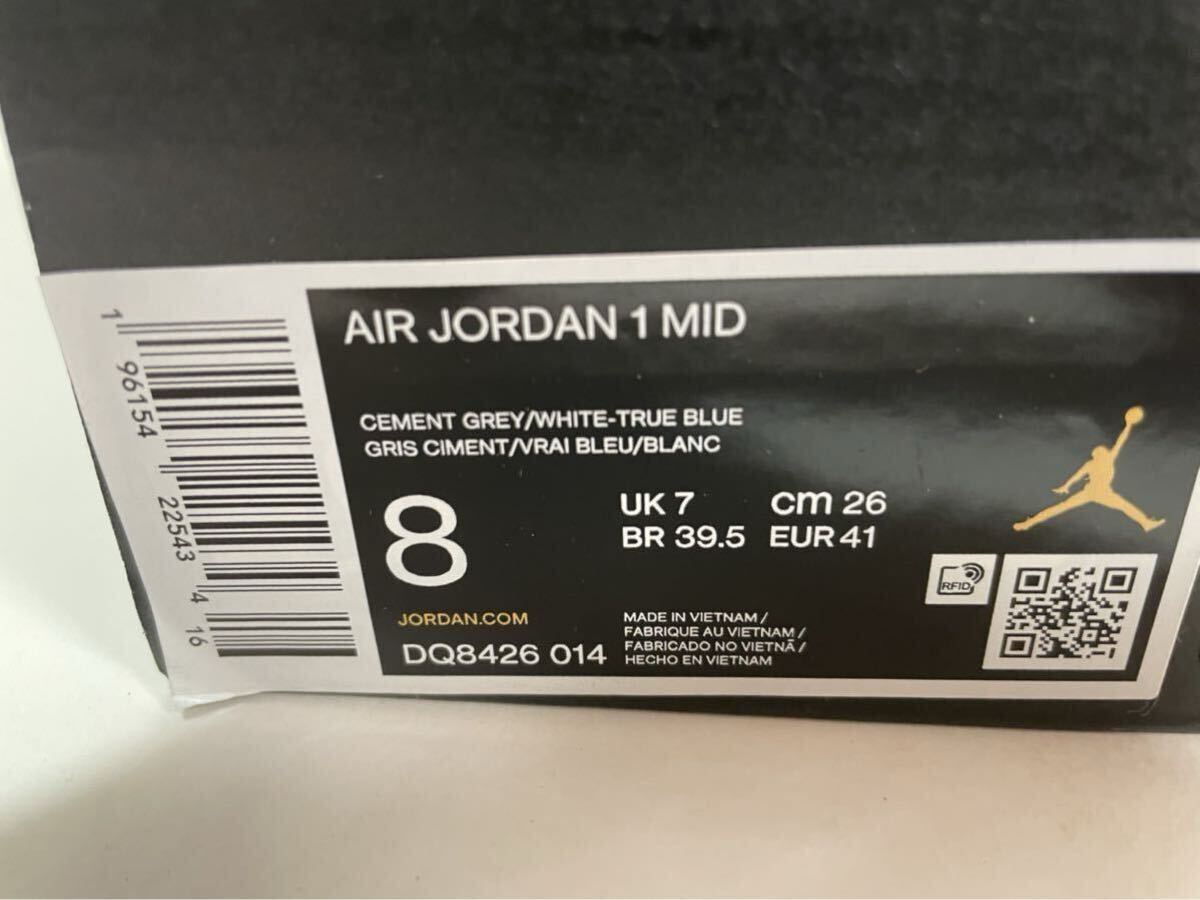 AIR JORDAN 1 MID
CEMENT GREY/WHITE-TRUE BLUE
GRIS CIMENT/VRAI BLEU/BLANC
8
UK 7 cm 26
BR 39.5 EUR 41
RFID
JORDAN.COM
DQ8426 014
MADE IN VIETNAM /
FABRIQUE AU VIETNAM /
FABRICADO NO VIETNÃ /
HECHO EN VIETNAM
1 96154 22543 4 16